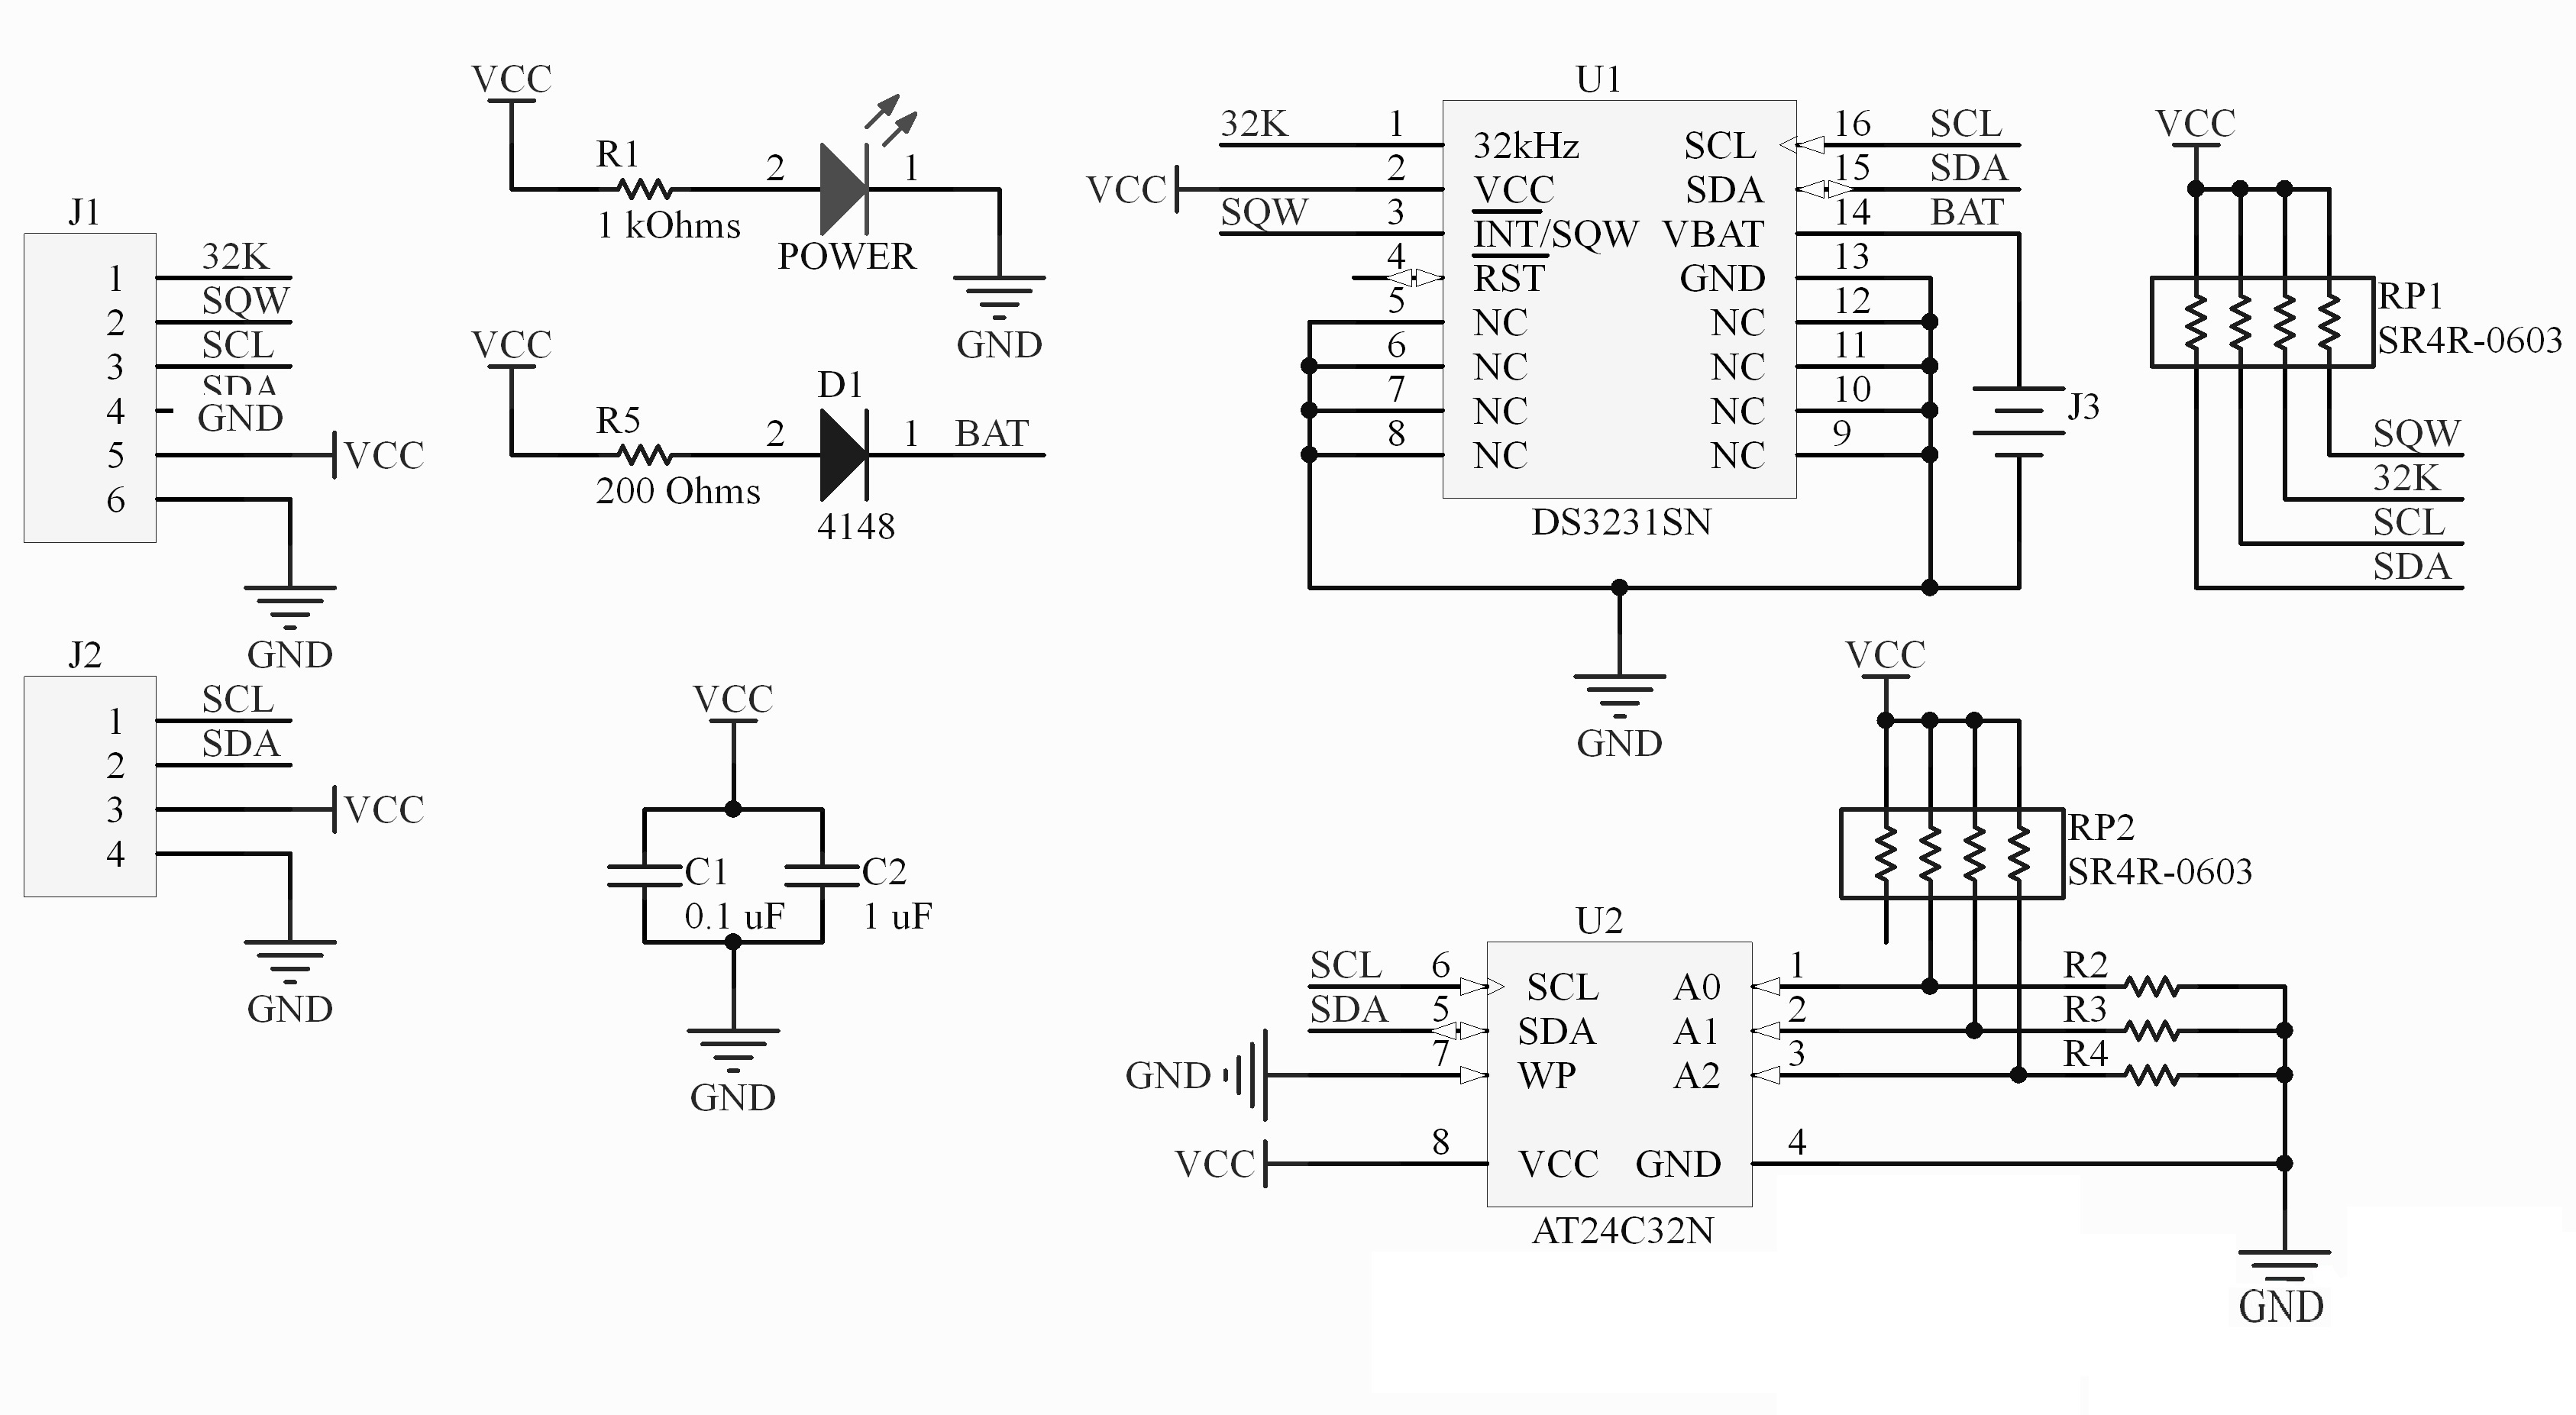 J1
1 32K
2 SQW
3 SCL
SDA
4 GND
5 VCC
6
GND
J2
1 SCL
2 SDA
3 VCC
4
GND
VCC
R1
1 kOhms
2 1
POWER
GND
VCC
R5
200 Ohms
D1
2 1 BAT
4148
VCC
C1
0.1 uF
C2
1 uF
GND
U1
32K 1 32kHz SCL 16 SCL
VCC 2 VCC SDA 15 SDA
SQW 3 INT/SQW VBAT 14 BAT
4 RST GND 13
5 NC NC 12
6 NC NC 11
7 NC NC 10
8 NC NC 9
DS3231SN
J3
GND
VCC
RP1
SR4R-0603
SQW
32K
SCL
SDA
VCC
RP2
SR4R-0603
U2
SCL 6 SCL A0 1 R2
SDA 5 SDA A1 2 R3
GND 7 WP A2 3 R4
VCC 8 VCC GND 4
AT24C32N
GND